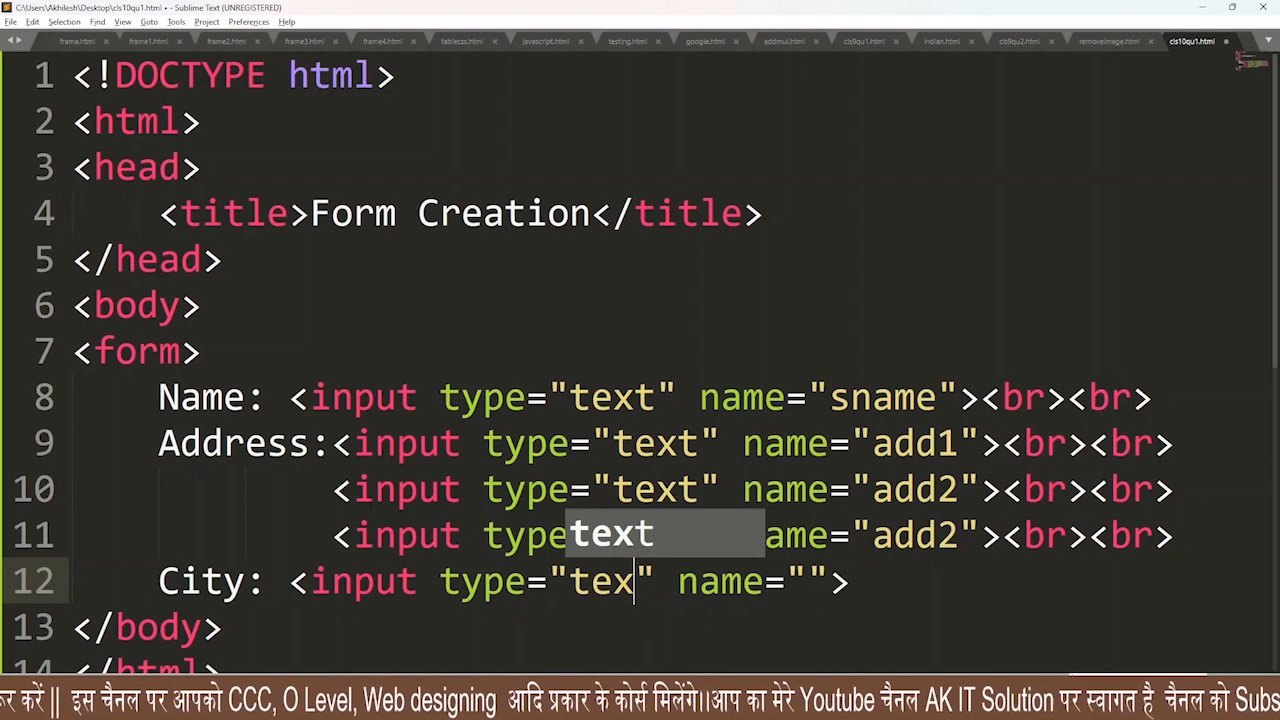 C:\Users\Akhilesh\Desktop\cls10qu1.html • - Sublime Text (UNREGISTERED)
File Edit Selection Find View Goto Tools Project Preferences Help
frame.html frame1.html frame2.html frame3.html frame4.html tablecss.html javascript.html testing.html google.html addmul.html cls9qu1.html indian.html cls9qu2.html removeimage.html cls10qu1.html
1 <!DOCTYPE html>
2 <html>
3 <head>
4 <title>Form Creation</title>
5 </head>
6 <body>
7 <form>
8 Name: <input type="text" name="sname"><br><br>
9 Address:<input type="text" name="add1"><br><br>
10 <input type="text" name="add2"><br><br>
11 <input type text ame="add2"><br><br>
12 City: <input type="tex" name="">
13 </body>
14 </html>
रूर करें || इस चैनल पर आपको CCC, O Level, Web designing आदि प्रकार के कोर्स मिलेंगे।।आप का मेरे Youtube चैनल AK IT Solution पर स्वागत है चैनल को Subs